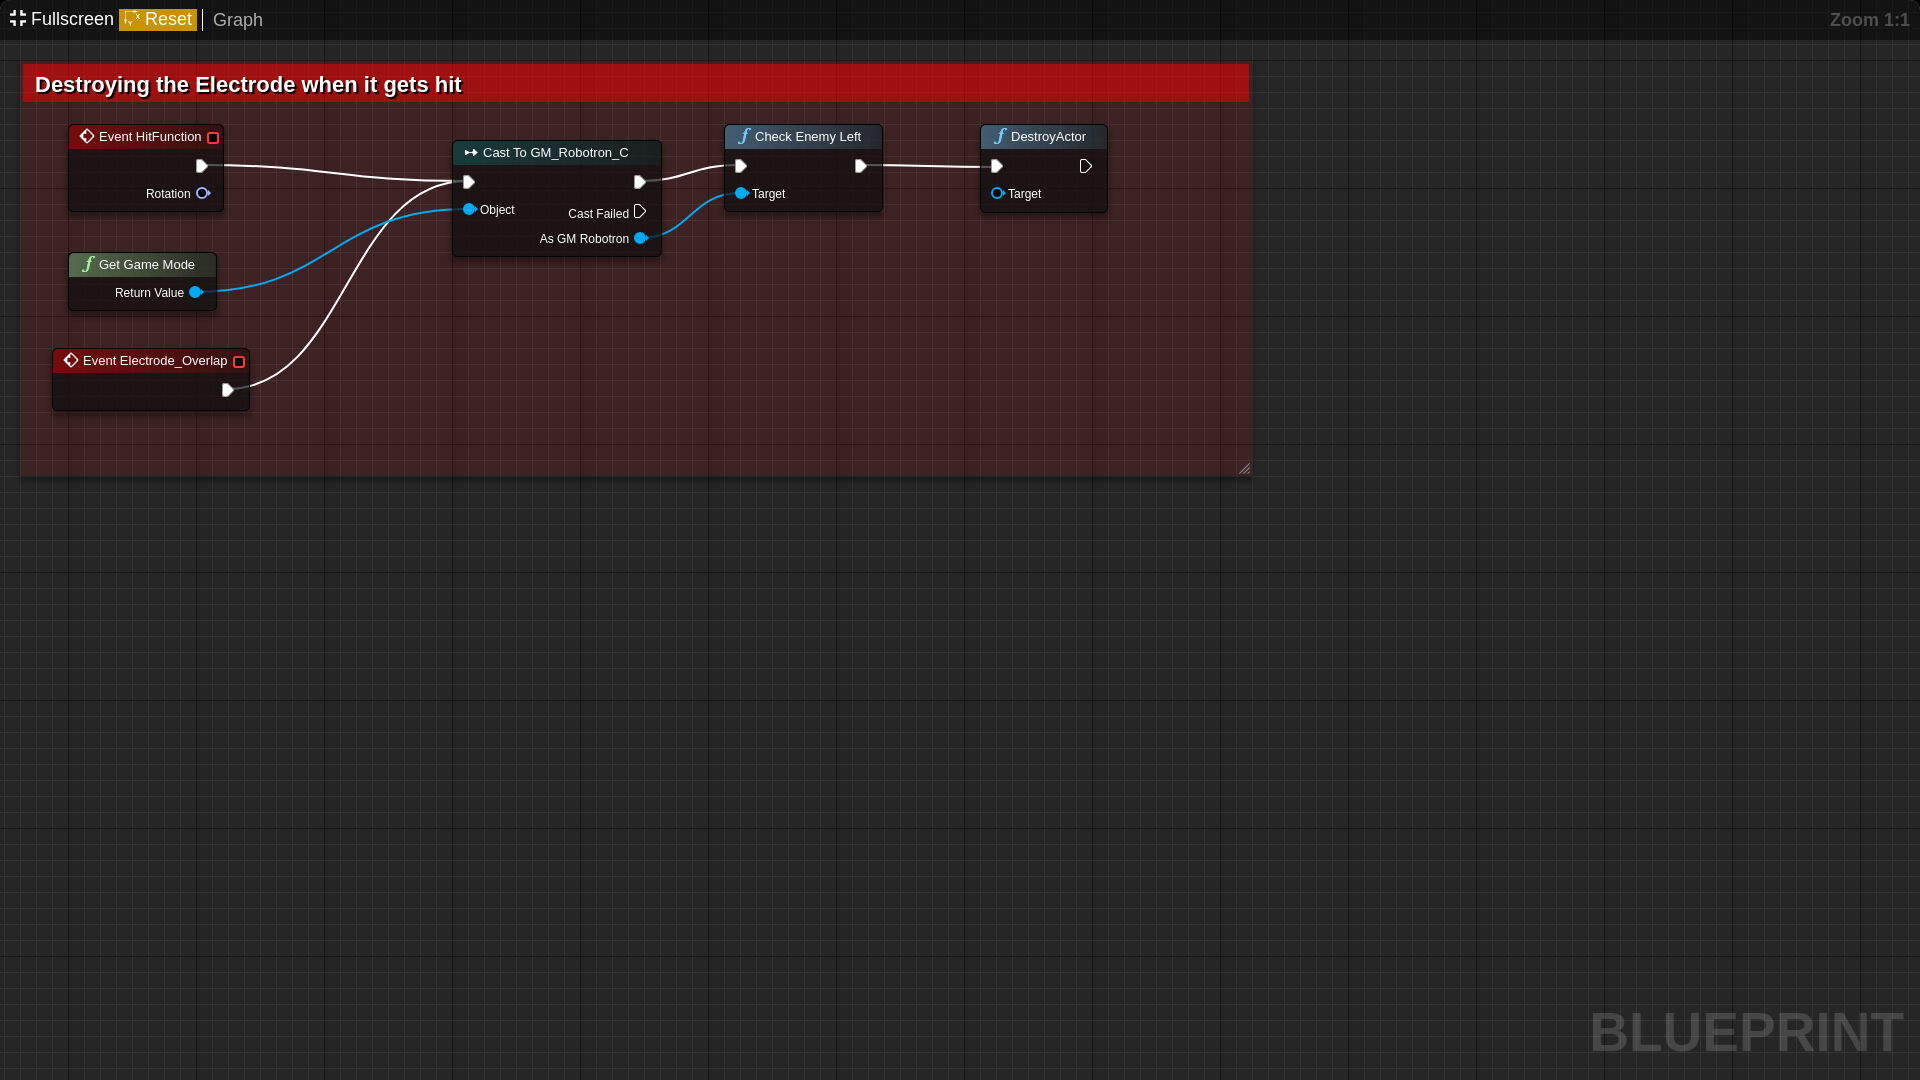 Fullscreen Reset Graph Zoom 1:1
Destroying the Electrode when it gets hit
Event HitFunction
Rotation
Get Game Mode
Return Value
Event Electrode_Overlap
Cast To GM_Robotron_C
Object
Cast Failed
As GM Robotron
Check Enemy Left
Target
DestroyActor
Target
BLUEPRINT